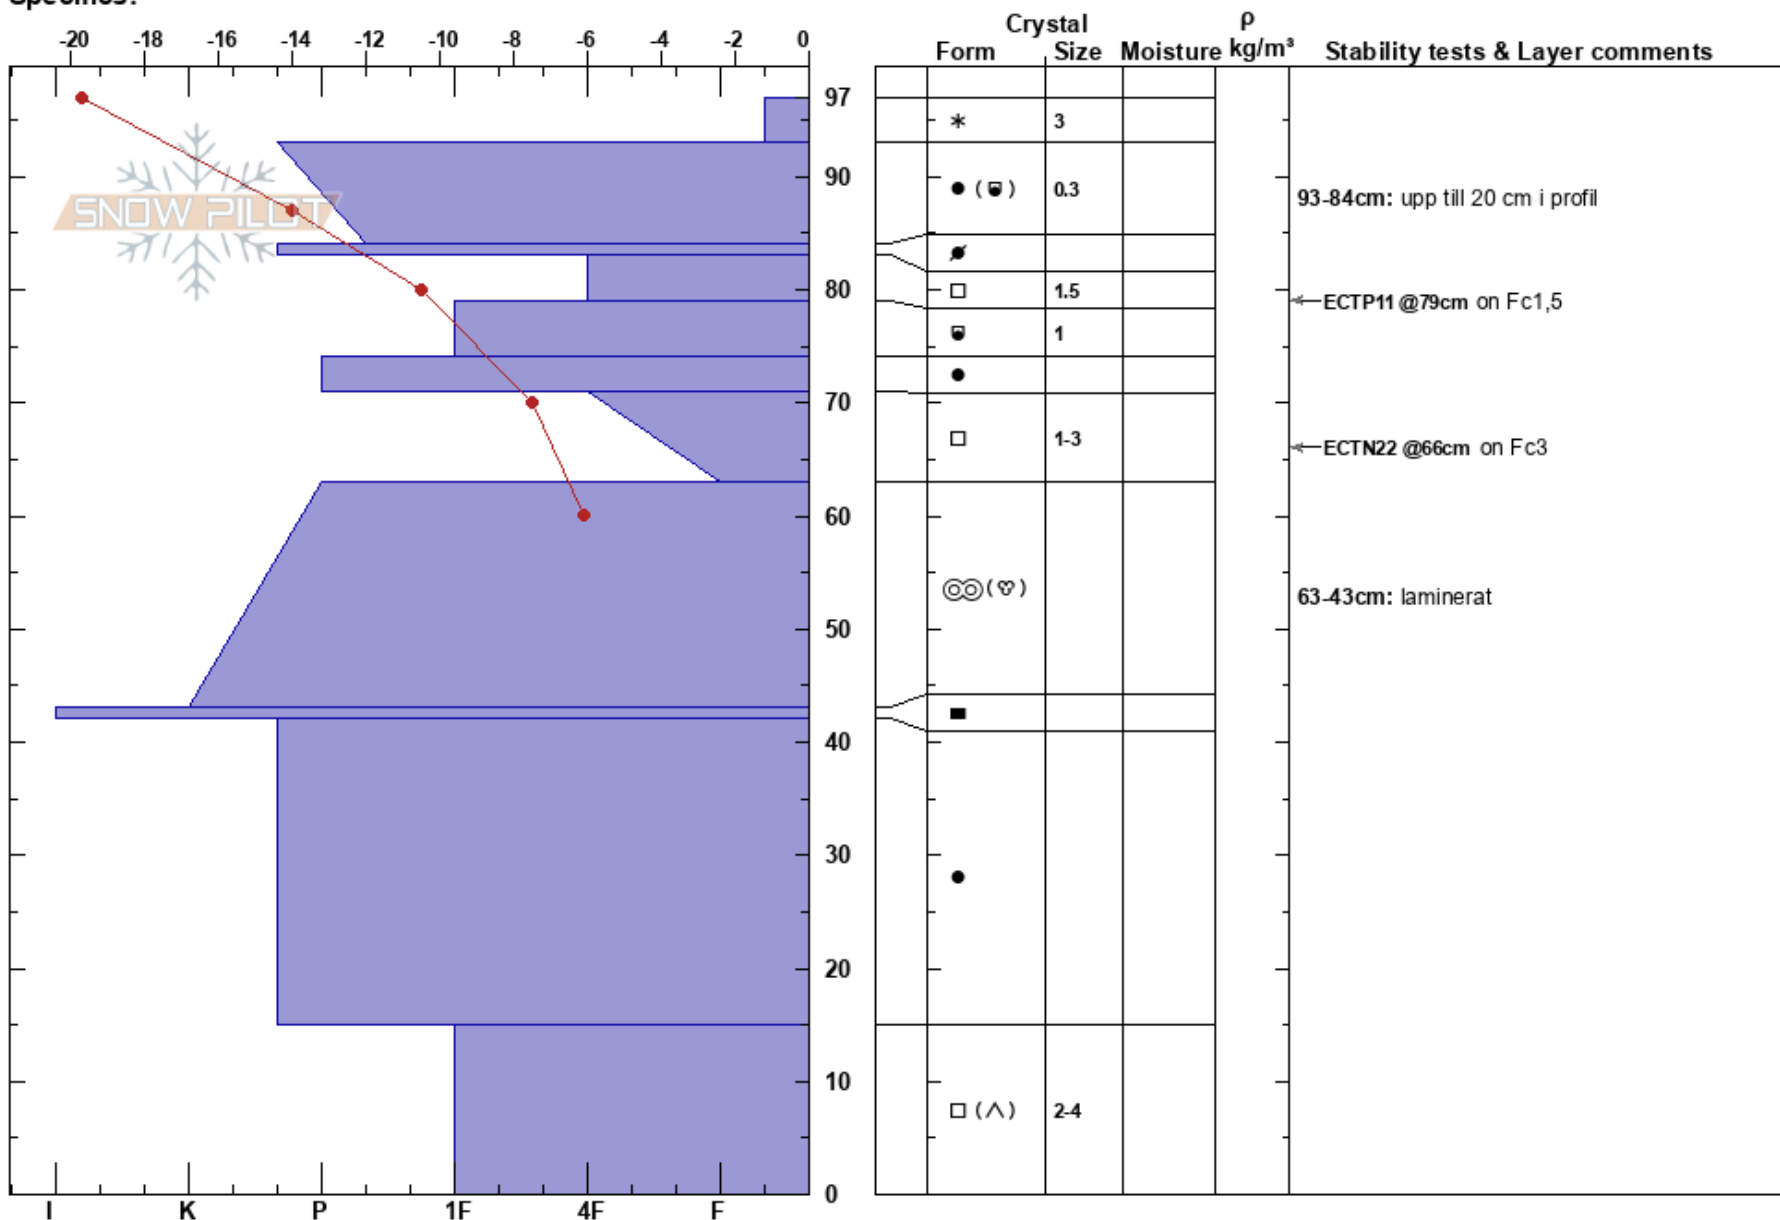 Crystal ρ
Form Size Moisture kg/m³ Stability tests & Layer comments
-20 -18 -16 -14 -12 -10 -8 -6 -4 -2 0
97
3
SNOW PILOT
90
0.3
93-84cm: upp till 20 cm i profil
80
1.5
ECTP11 @79cm on Fc1,5
1
70
1-3
ECTN22 @66cm on Fc3
60
50
63-43cm: laminerat
40
30
20
10
2-4
0
I K P 1F 4F F